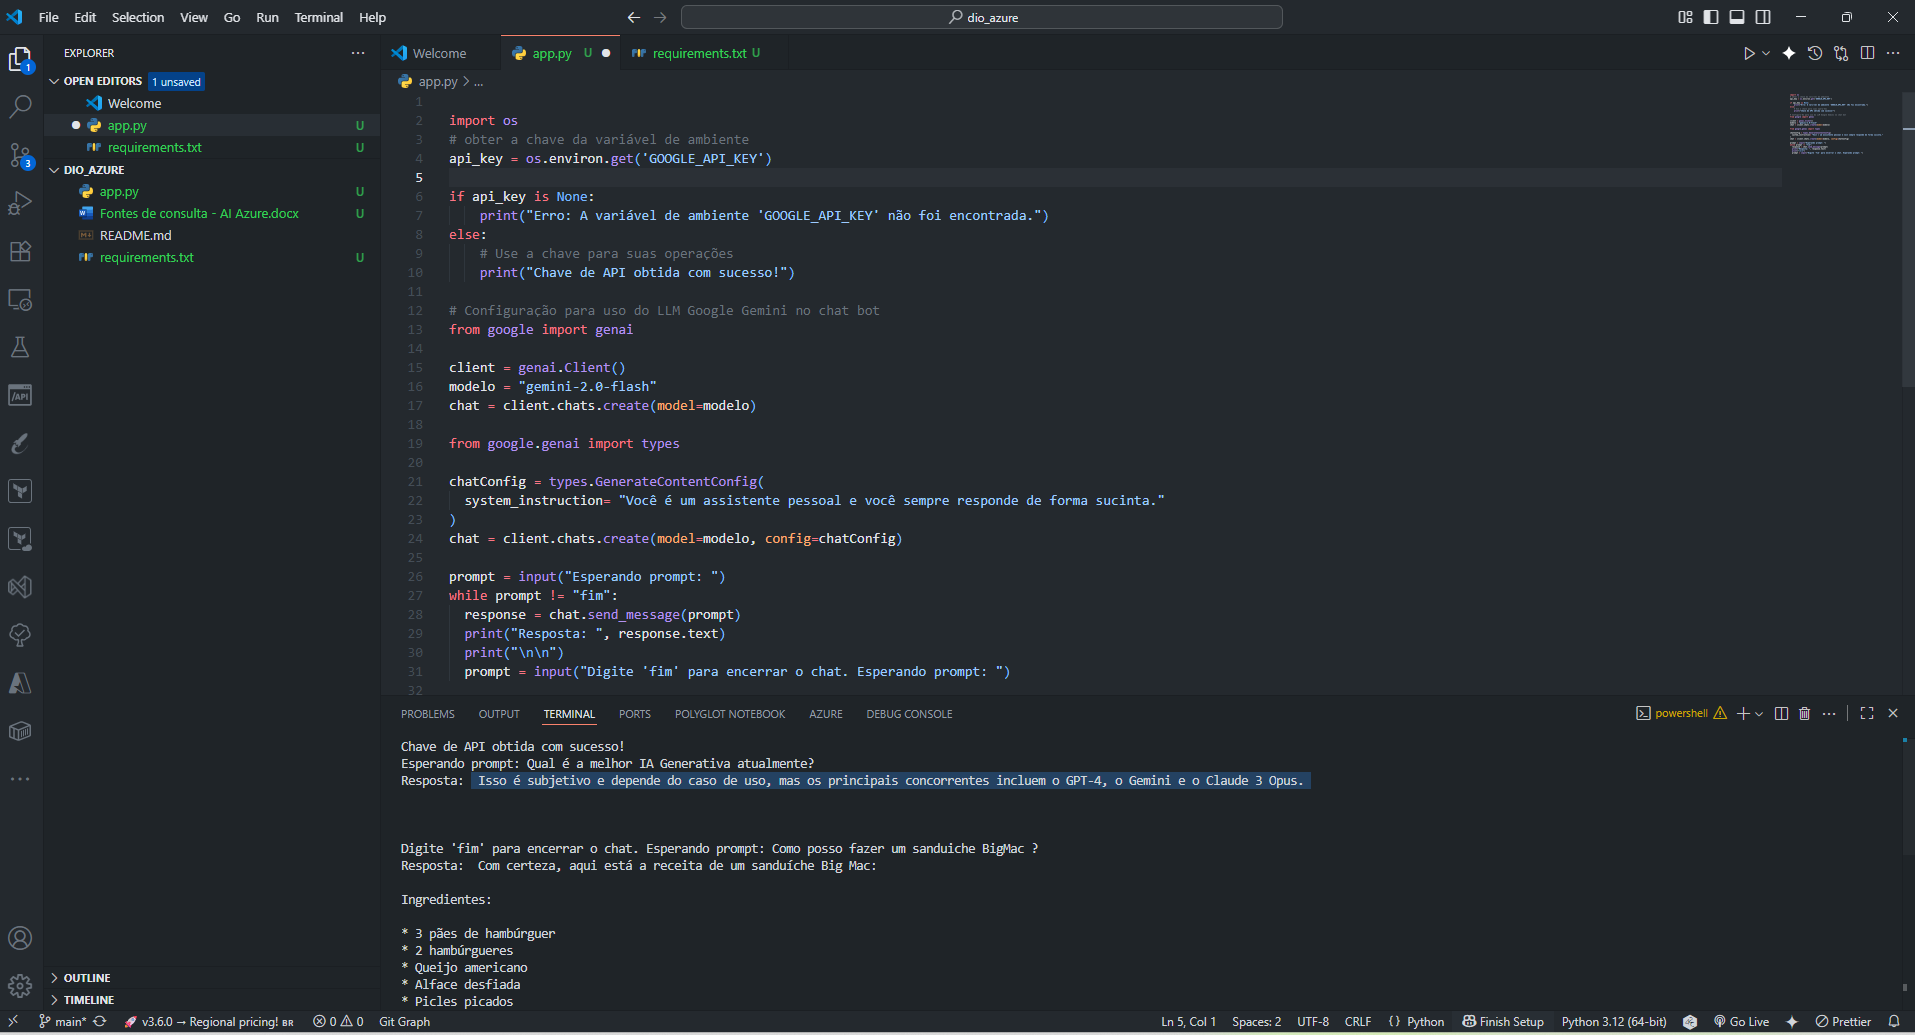 File Edit Selection View Go Run Terminal Help
dio_azure
EXPLORER
OPEN EDITORS 1 unsaved
Welcome
app.py U
requirements.txt U
DIO_AZURE
app.py U
Fontes de consulta - AI Azure.docx U
README.md
requirements.txt U
OUTLINE
TIMELINE
1
3
/API
Welcome
app.py U
requirements.txt U
app.py > ...
1
2 import os
3 # obter a chave da variável de ambiente
4 api_key = os.environ.get('GOOGLE_API_KEY')
5
6 if api_key is None:
7 print("Erro: A variável de ambiente 'GOOGLE_API_KEY' não foi encontrada.")
8 else:
9 # Use a chave para suas operações
10 print("Chave de API obtida com sucesso!")
11
12 # Configuração para uso do LLM Google Gemini no chat bot
13 from google import genai
14
15 client = genai.Client()
16 modelo = "gemini-2.0-flash"
17 chat = client.chats.create(model=modelo)
18
19 from google.genai import types
20
21 chatConfig = types.GenerateContentConfig(
22 system_instruction= "Você é um assistente pessoal e você sempre responde de forma sucinta."
23 )
24 chat = client.chats.create(model=modelo, config=chatConfig)
25
26 prompt = input("Esperando prompt: ")
27 while prompt != "fim":
28 response = chat.send_message(prompt)
29 print("Resposta: ", response.text)
30 print("\n\n")
31 prompt = input("Digite 'fim' para encerrar o chat. Esperando prompt: ")
32
PROBLEMS OUTPUT TERMINAL PORTS POLYGLOT NOTEBOOK AZURE DEBUG CONSOLE
powershell
Chave de API obtida com sucesso!
Esperando prompt: Qual é a melhor IA Generativa atualmente?
Resposta: Isso é subjetivo e depende do caso de uso, mas os principais concorrentes incluem o GPT-4, o Gemini e o Claude 3 Opus.
Digite 'fim' para encerrar o chat. Esperando prompt: Como posso fazer um sanduiche BigMac ?
Resposta: Com certeza, aqui está a receita de um sanduíche Big Mac:
Ingredientes:
* 3 pães de hambúrguer
* 2 hambúrgueres
* Queijo americano
* Alface desfiada
* Picles picados
main* v3.6.0 → Regional pricing! BR 0 0 Git Graph
Ln 5, Col 1 Spaces: 2 UTF-8 CRLF {} Python Finish Setup Python 3.12 (64-bit) Go Live Prettier